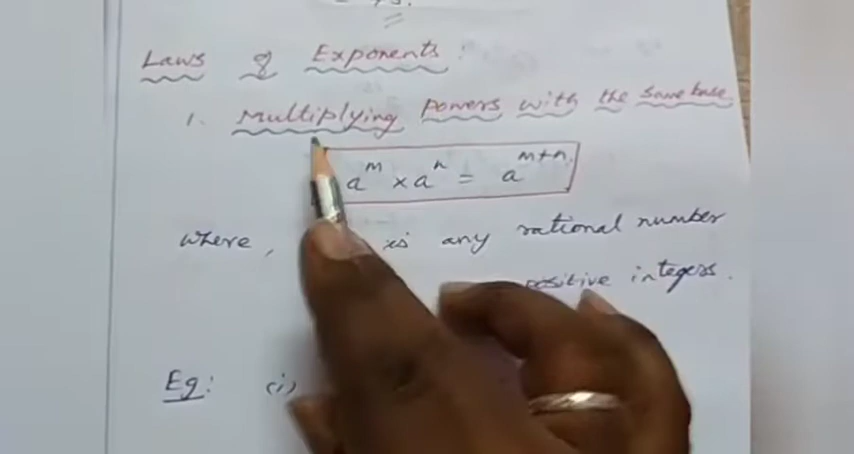 Laws of Exponents:
1. Multiplying powers with the same base
a^m × a^n = a^(m+n).
where, is any rational number
positive integers.
Eg: (i)